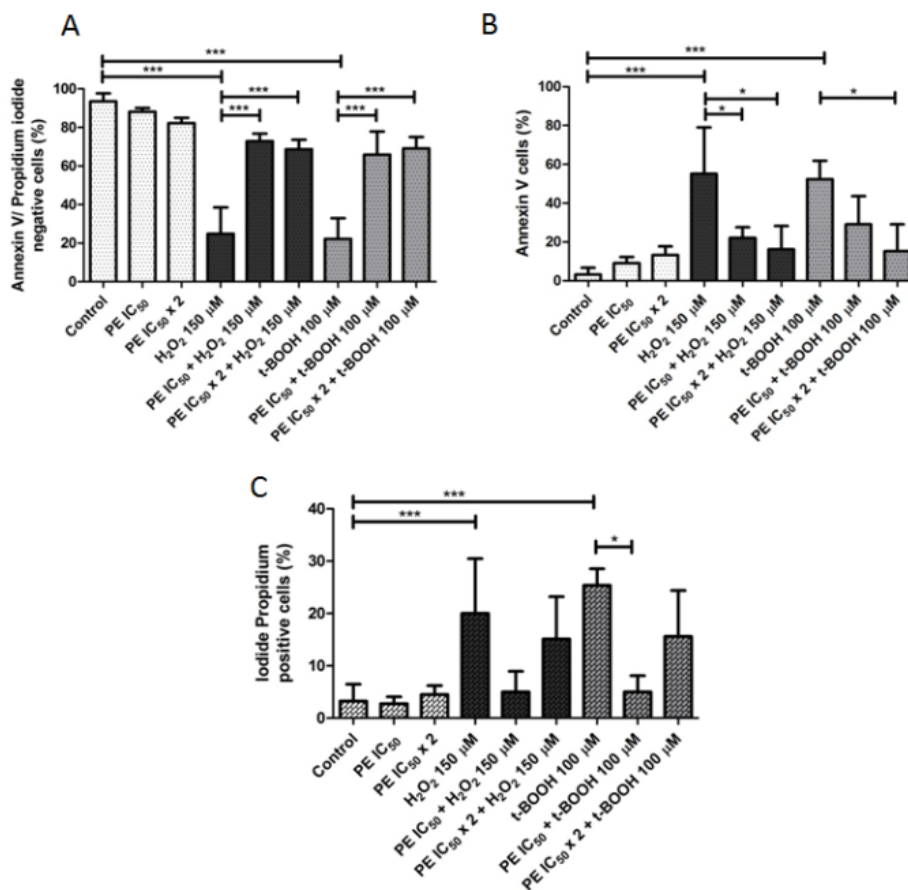 A
***
***
***
***
***
***
Annexin V/ Propidium iodide
negative cells (%)
100
80
60
40
20
0
Control
PE IC₅₀
PE IC₅₀ x 2
H₂O₂ 150 µM
PE IC₅₀ + H₂O₂ 150 µM
PE IC₅₀ x 2 + H₂O₂ 150 µM
t-BOOH 100 µM
PE IC₅₀ + t-BOOH 100 µM
PE IC₅₀ x 2 + t-BOOH 100 µM
B
***
***
*
*
*
Annexin V cells (%)
100
80
60
40
20
0
Control
PE IC₅₀
PE IC₅₀ x 2
H₂O₂ 150 µM
PE IC₅₀ + H₂O₂ 150 µM
PE IC₅₀ x 2 + H₂O₂ 150 µM
t-BOOH 100 µM
PE IC₅₀ + t-BOOH 100 µM
PE IC₅₀ x 2 + t-BOOH 100 µM
C
***
***
*
Iodide Propidium
positive cells (%)
40
30
20
10
0
Control
PE IC₅₀
PE IC₅₀ x 2
H₂O₂ 150 µM
PE IC₅₀ + H₂O₂ 150 µM
PE IC₅₀ x 2 + H₂O₂ 150 µM
t-BOOH 100 µM
PE IC₅₀ + t-BOOH 100 µM
PE IC₅₀ x 2 + t-BOOH 100 µM